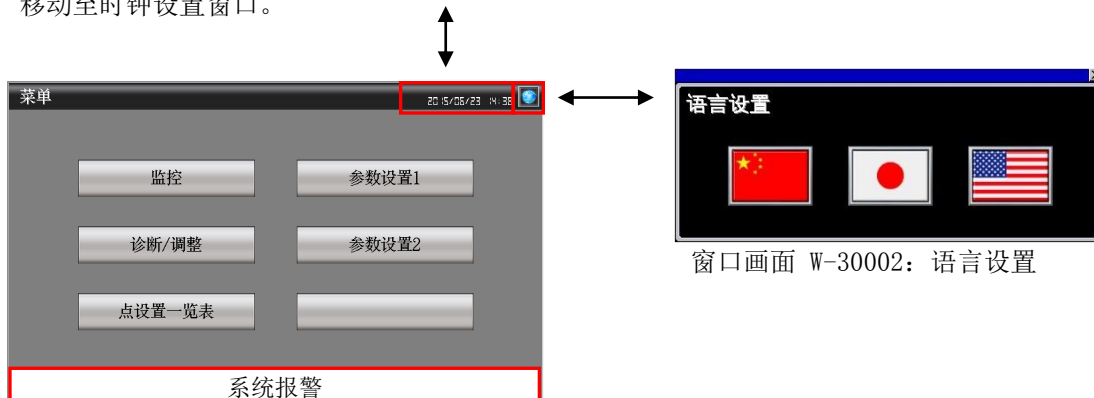 移动至时钟设置窗口。
菜单
2015/06/23 14:38
语言设置
监控
参数设置1
诊断/调整
参数设置2
窗口画面 W-30002：语言设置
点设置一览表
系统报警